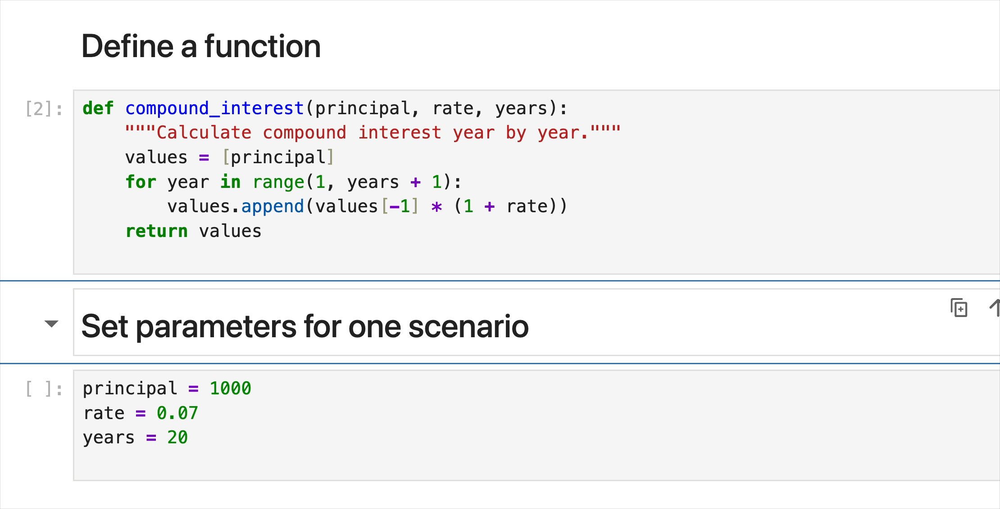 Define a function
[2]:
def compound_interest(principal, rate, years):
    """Calculate compound interest year by year."""
    values = [principal]
    for year in range(1, years + 1):
        values.append(values[-1] * (1 + rate))
    return values
Set parameters for one scenario
[ ]:
principal = 1000
rate = 0.07
years = 20